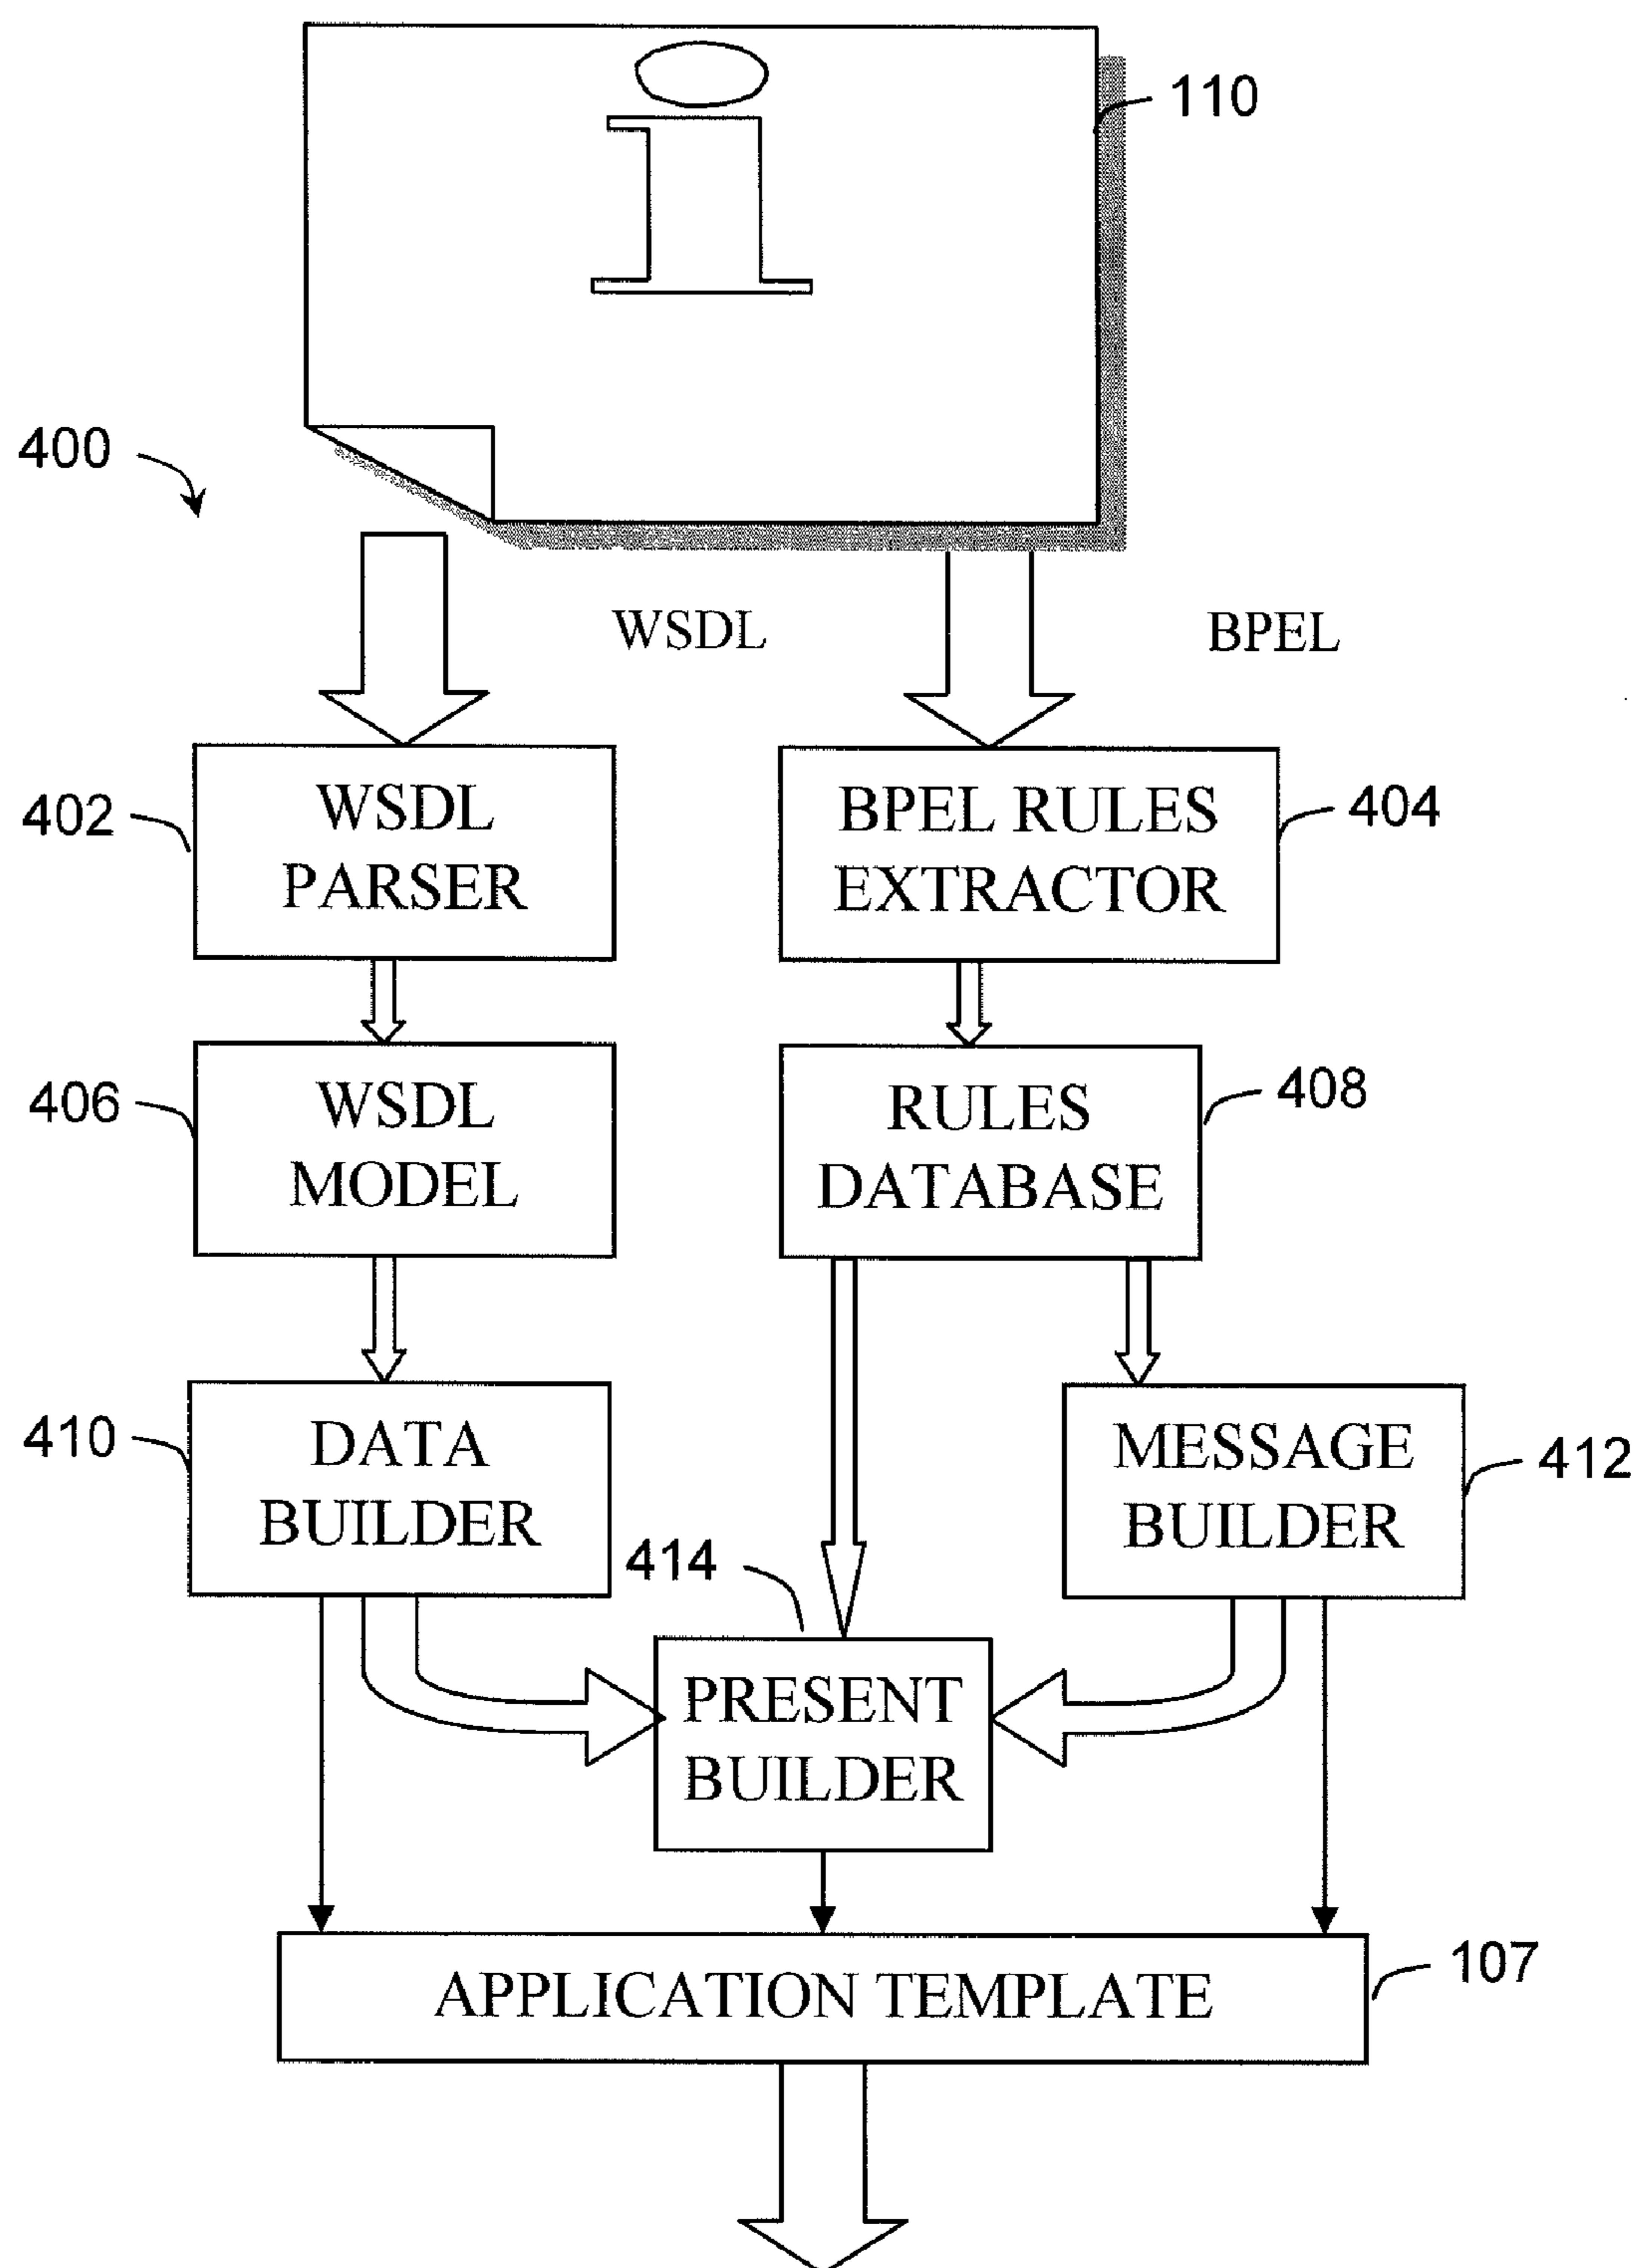 i
110
400
WSDL
BPEL
402
WSDL
PARSER
BPEL RULES
EXTRACTOR
404
406
WSDL
MODEL
RULES
DATABASE
408
410
DATA
BUILDER
MESSAGE
BUILDER
412
414
PRESENT
BUILDER
APPLICATION TEMPLATE
107